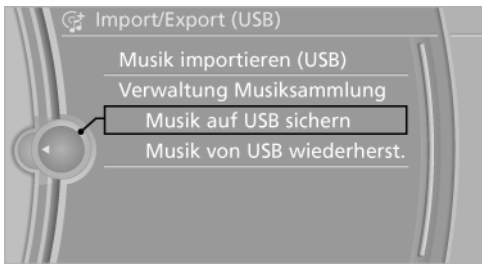 Import/Export (USB)
Musik importieren (USB)
Verwaltung Musiksammlung
Musik auf USB sichern
Musik von USB wiederherst.